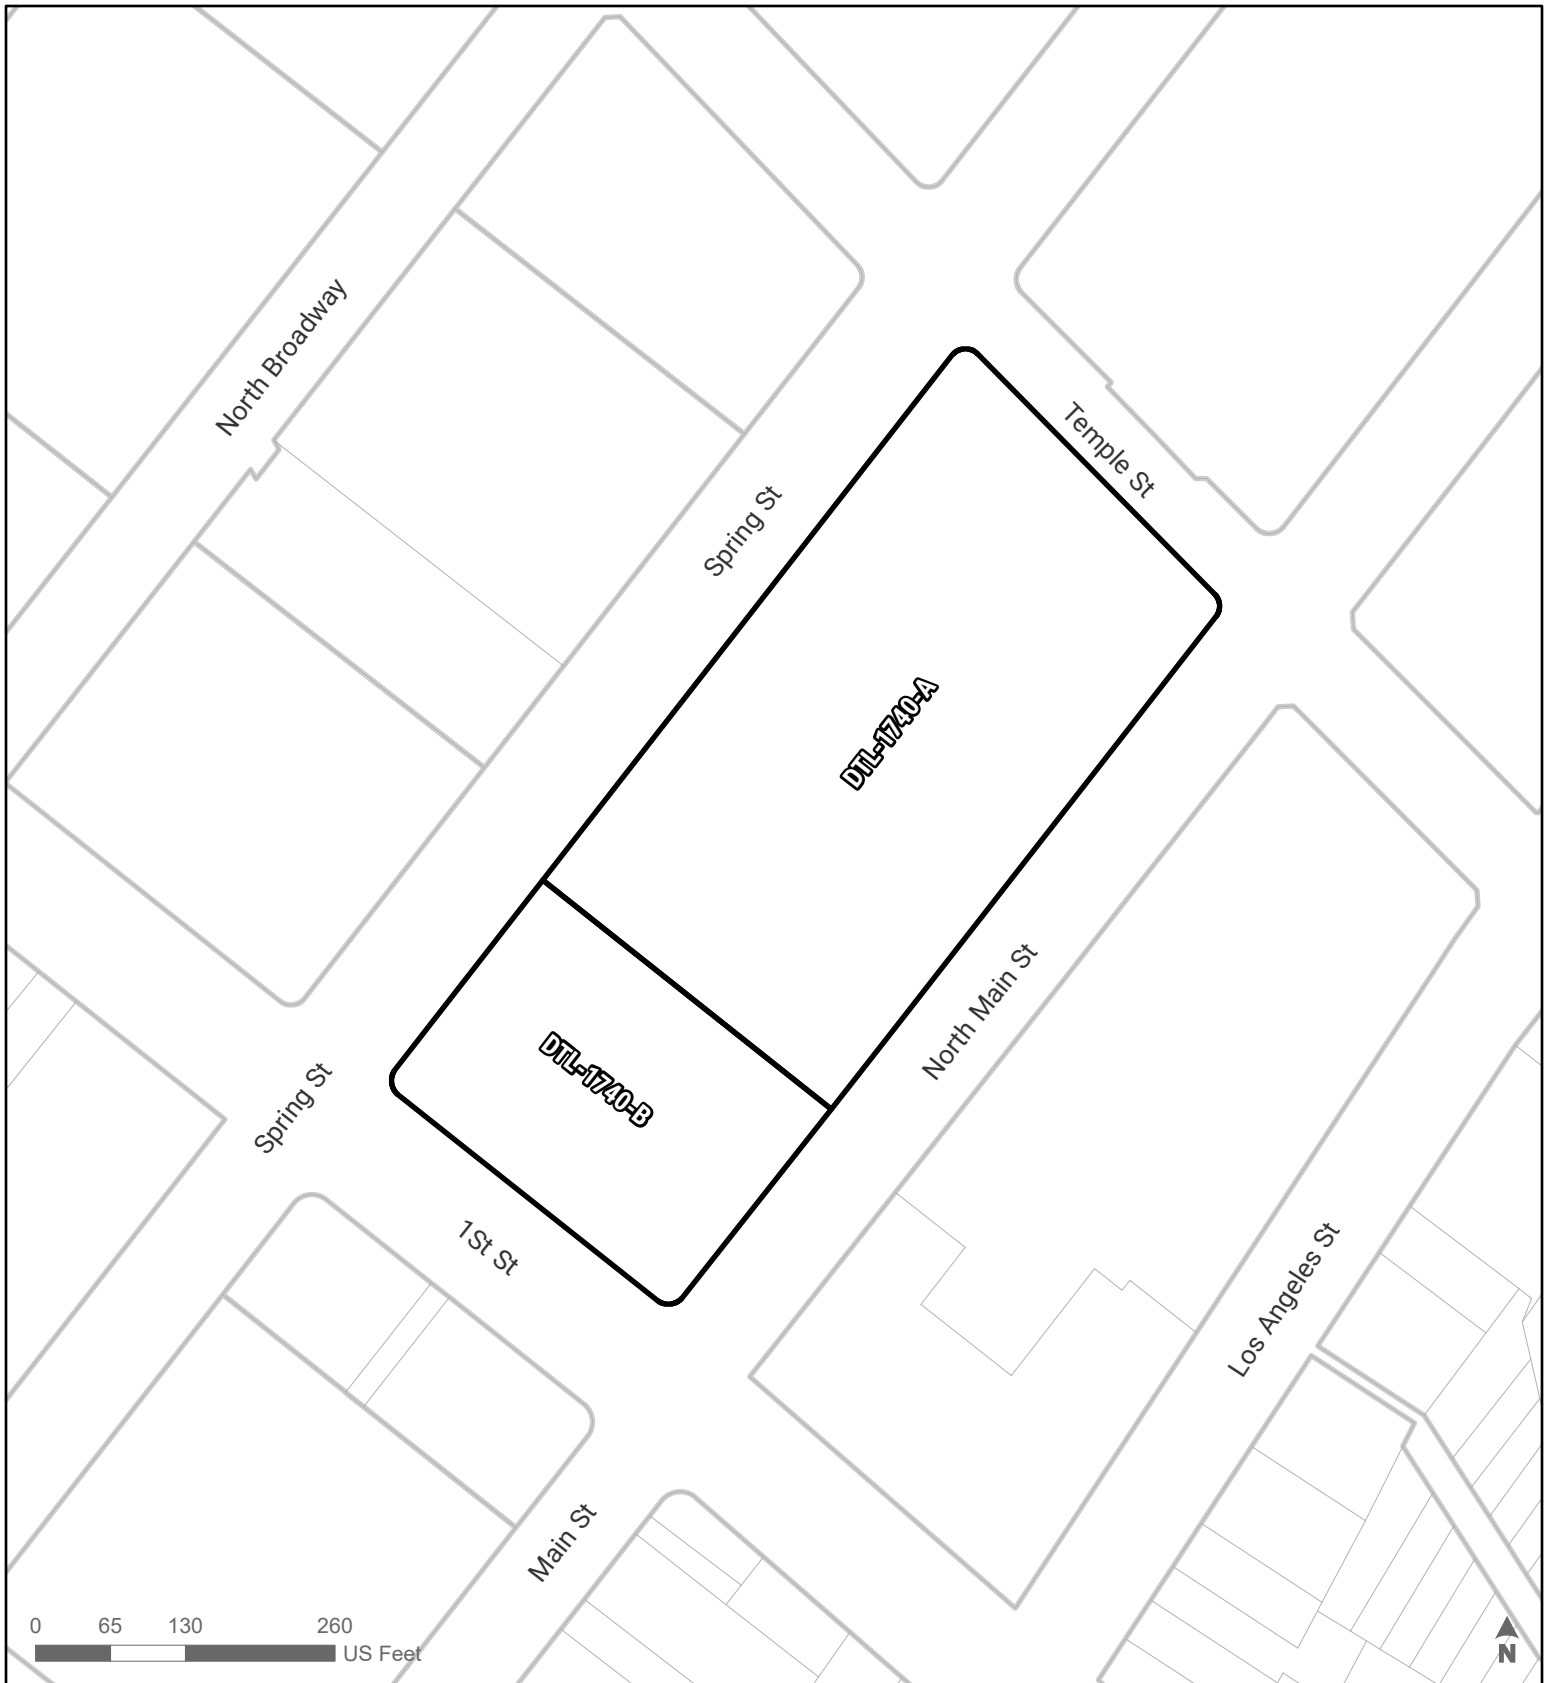 North Broadway
Temple St
Spring St
DTL-1740-A
North Main St
DTL-1740-B
Spring St
1St St
Los Angeles St
Main St
0 65 130 260
US Feet
N